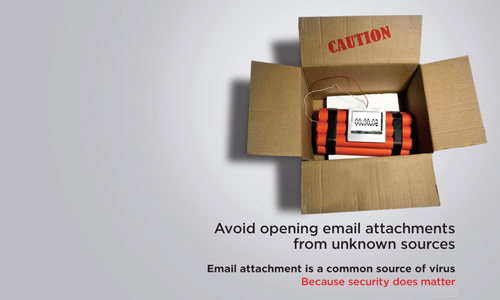 CAUTION
00.00.02
Avoid opening email attachments
from unknown sources
Email attachment is a common source of virus
Because security does matter